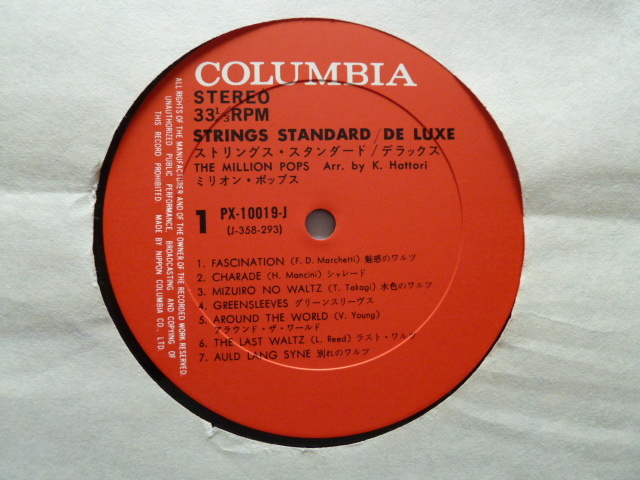 COLUMBIA
STEREO
33 1/3 RPM
STRINGS STANDARD / DE LUXE
ストリングス・スタンダード / デラックス
THE MILLION POPS Arr. by K. Hattori
ミリオン・ポップス
1 PX-10019-J
(J-358-293)
1. FASCINATION (F. D. Marchetti) 魅惑のワルツ
2. CHARADE (H. Mancini) シャレード
3. MIZUIRO NO WALTZ (T. Takagi) 水色のワルツ
4. GREENSLEEVES グリーンスリーヴス
5. AROUND THE WORLD (V. Young)
アラウンド・ザ・ワールド
6. THE LAST WALTZ (L. Reed) ラスト・ワルツ
7. AULD LANG SYNE 別れのワルツ
ALL RIGHTS OF THE MANUFACTURER AND OF THE OWNER OF THE RECORDED WORK RESERVED.
UNAUTHORIZED PUBLIC PERFORMANCE, BROADCASTING AND COPYING OF
THIS RECORD PROHIBITED. MADE BY NIPPON COLUMBIA CO., LTD.